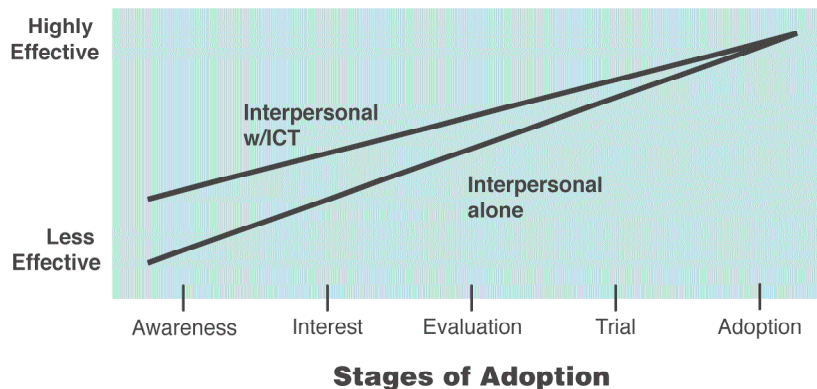 Highly
Effective
Interpersonal
w/ICT
Interpersonal
alone
Less
Effective
Awareness
Interest
Evaluation
Trial
Adoption
Stages of Adoption